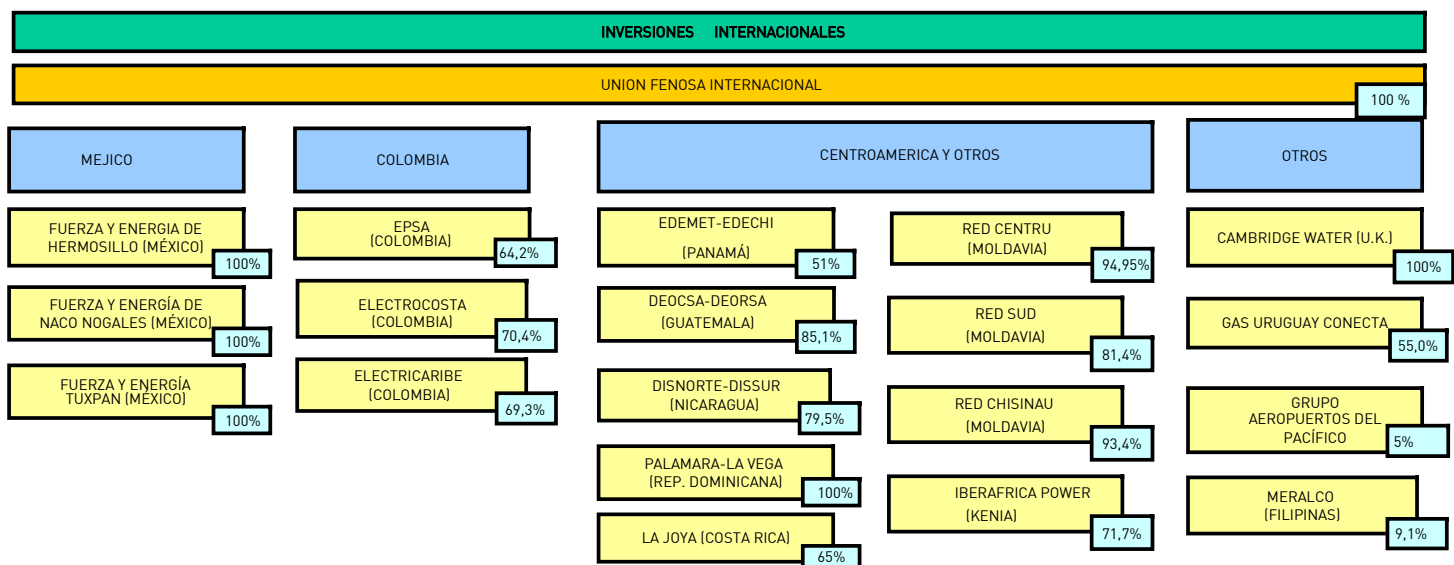 INVERSIONES INTERNACIONALES
UNION FENOSA INTERNACIONAL
100 %
MEJICO
FUERZA Y ENERGIA DE
HERMOSILLO (MÉXICO)
100%
FUERZA Y ENERGÍA DE
NACO NOGALES (MÉXICO)
100%
FUERZA Y ENERGÍA
TUXPAN (MÉXICO)
100%
COLOMBIA
EPSA
(COLOMBIA)
64,2%
ELECTROCOSTA
(COLOMBIA)
70,4%
ELECTRICARIBE
(COLOMBIA)
69,3%
CENTROAMERICA Y OTROS
EDEMET-EDECHI
(PANAMÁ)
51%
DEOCSA-DEORSA
(GUATEMALA)
85,1%
DISNORTE-DISSUR
(NICARAGUA)
79,5%
PALAMARA-LA VEGA
(REP. DOMINICANA)
100%
LA JOYA (COSTA RICA)
65%
RED CENTRU
(MOLDAVIA)
94,95%
RED SUD
(MOLDAVIA)
81,4%
RED CHISINAU
(MOLDAVIA)
93,4%
IBERAFRICA POWER
(KENIA)
71,7%
OTROS
CAMBRIDGE WATER (U.K.)
100%
GAS URUGUAY CONECTA
55,0%
GRUPO
AEROPUERTOS DEL
PACÍFICO
5%
MERALCO
(FILIPINAS)
9,1%